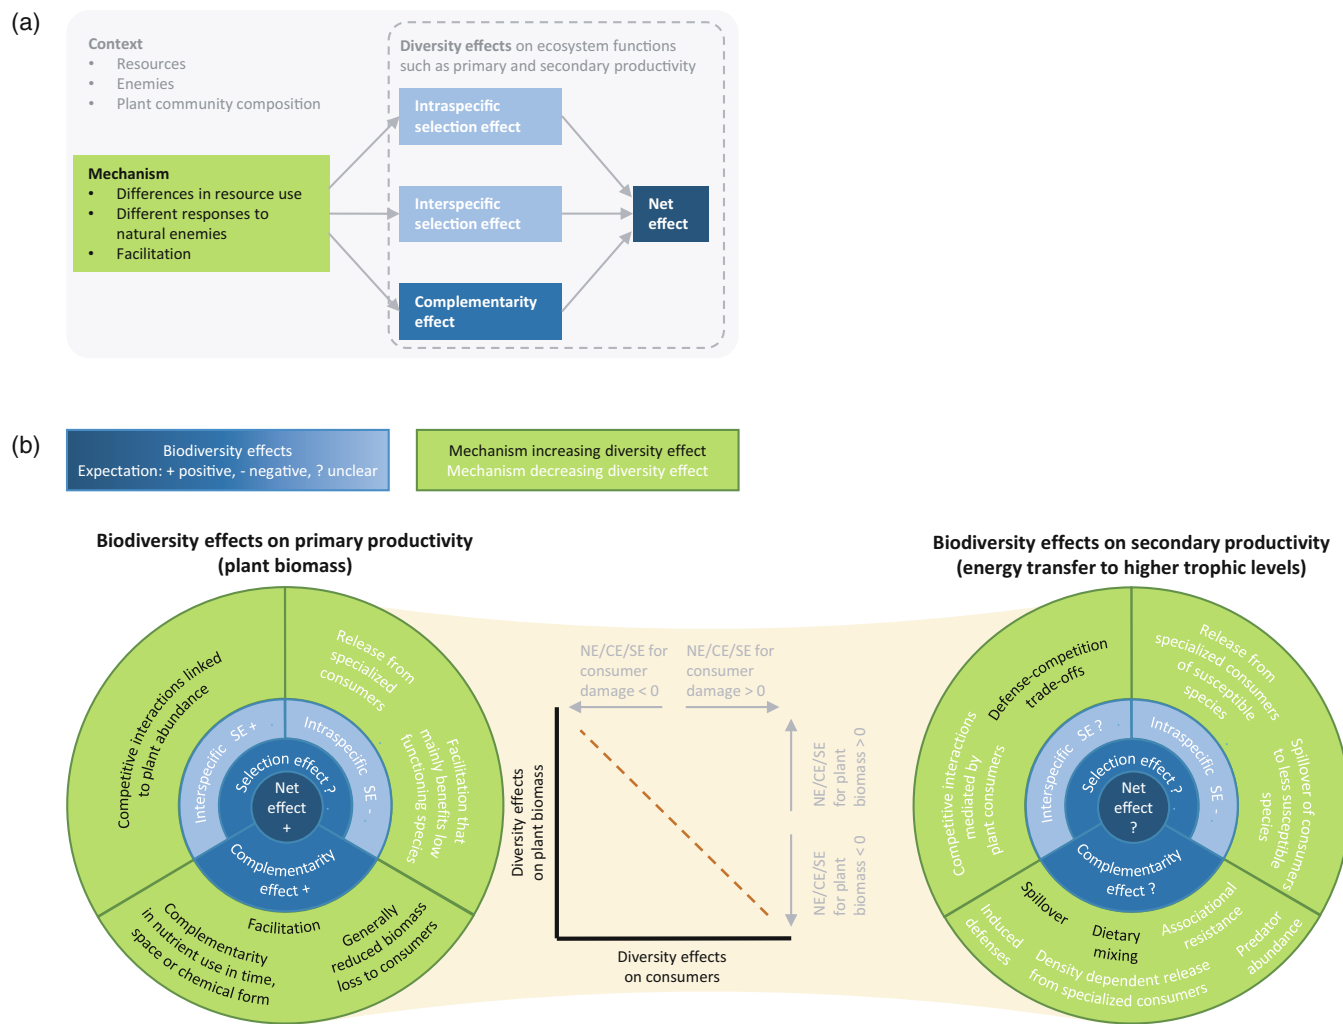 (a)
Context
• Resources
• Enemies
• Plant community composition
Diversity effects on ecosystem functions
such as primary and secondary productivity
Mechanism
• Differences in resource use
• Different responses to
natural enemies
• Facilitation
Intraspecific
selection effect
Interspecific
selection effect
Complementarity
effect
Net
effect
(b)
Biodiversity effects
Expectation: + positive, - negative, ? unclear
Mechanism increasing diversity effect
Mechanism decreasing diversity effect
Biodiversity effects on primary productivity
(plant biomass)
Competitive interactions linked
to plant abundance
Release from
specialized
consumers
Facilitation that
mainly benefits low
functioning species
Interspecific SE +
Intraspecific SE -
Selection effect ?
Net
effect
+
Complementarity
effect +
Complementarity
in nutrient use in time,
space or chemical form
Facilitation
Generally
reduced biomass
loss to consumers
NE/CE/SE for
consumer
damage < 0
NE/CE/SE for
consumer
damage > 0
Diversity effects
on plant biomass
NE/CE/SE
for plant
biomass > 0
NE/CE/SE
for plant
biomass < 0
Diversity effects
on consumers
Biodiversity effects on secondary productivity
(energy transfer to higher trophic levels)
Defense-competition
trade-offs
Competitive interactions
mediated by
plant consumers
Release from
specialized consumers
of susceptible
species
Spillover of consumers
to less susceptible
species
Interspecific SE ?
Intraspecific SE -
Selection effect?
Net
effect
?
Complementarity
effect ?
Spillover
Dietary
mixing
Associational
resistance
Induced
defenses
Density dependent release
from specialized consumers
Predator
abundance